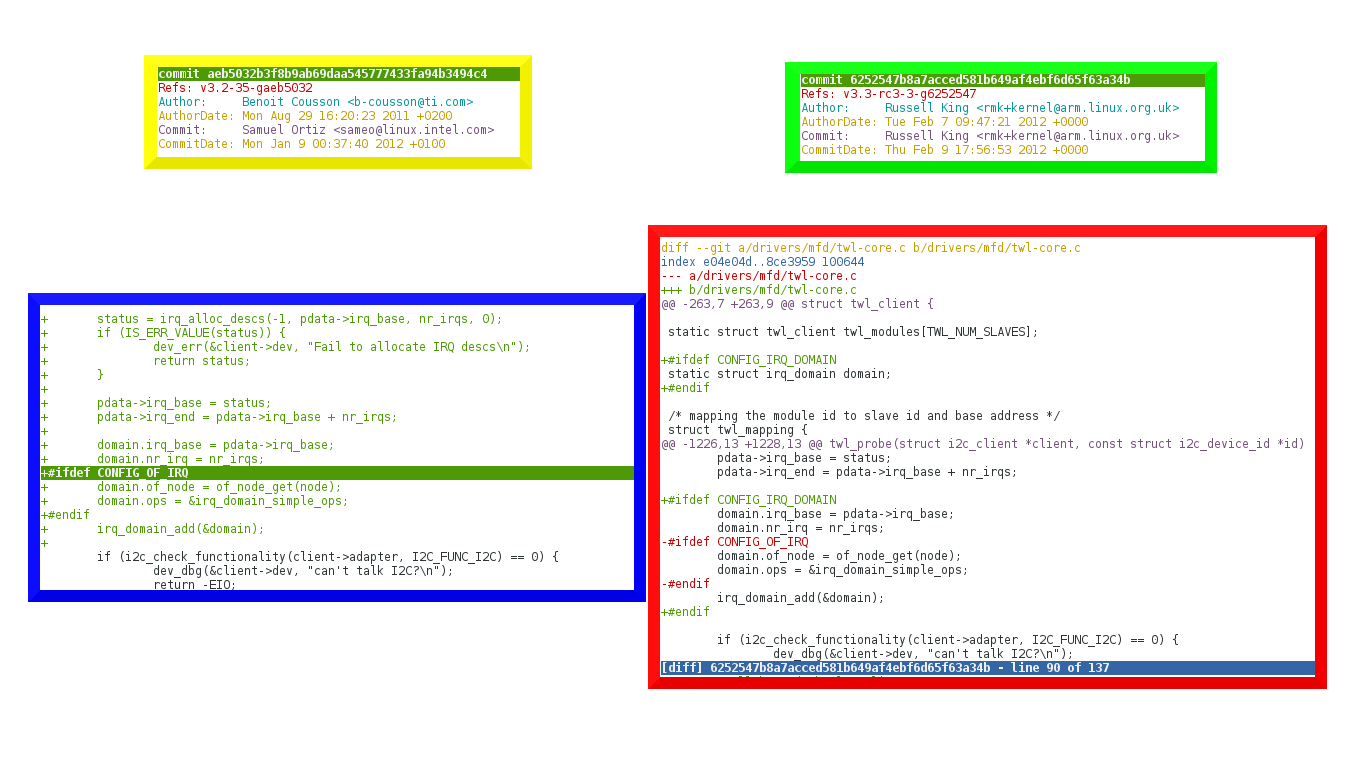 commit aeb5032b3f8b9ab69daa545777433fa94b3494c4
Refs: v3.2-35-gaeb5032
Author:     Benoit Cousson <b-cousson@ti.com>
AuthorDate: Mon Aug 29 16:20:23 2011 +0200
Commit:     Samuel Ortiz <sameo@linux.intel.com>
CommitDate: Mon Jan 9 00:37:40 2012 +0100
commit 6252547b8a7acced581b649af4ebf6d65f63a34b
Refs: v3.3-rc3-3-g6252547
Author:     Russell King <rmk+kernel@arm.linux.org.uk>
AuthorDate: Tue Feb 7 09:47:21 2012 +0000
Commit:     Russell King <rmk+kernel@arm.linux.org.uk>
CommitDate: Thu Feb 9 17:56:53 2012 +0000
+       status = irq_alloc_descs(-1, pdata->irq_base, nr_irqs, 0);
+       if (IS_ERR_VALUE(status)) {
+               dev_err(&client->dev, "Fail to allocate IRQ descs\n");
+               return status;
+       }
+
+       pdata->irq_base = status;
+       pdata->irq_end = pdata->irq_base + nr_irqs;
+
+       domain.irq_base = pdata->irq_base;
+       domain.nr_irq = nr_irqs;
+#ifdef CONFIG_OF_IRQ
+       domain.of_node = of_node_get(node);
+       domain.ops = &irq_domain_simple_ops;
+#endif
+       irq_domain_add(&domain);
+
        if (i2c_check_functionality(client->adapter, I2C_FUNC_I2C) == 0) {
                dev_dbg(&client->dev, "can't talk I2C?\n");
                return -EIO;
diff --git a/drivers/mfd/twl-core.c b/drivers/mfd/twl-core.c
index e04e04d..8ce3959 100644
--- a/drivers/mfd/twl-core.c
+++ b/drivers/mfd/twl-core.c
@@ -263,7 +263,9 @@ struct twl_client {
 static struct twl_client twl_modules[TWL_NUM_SLAVES];
+#ifdef CONFIG_IRQ_DOMAIN
 static struct irq_domain domain;
+#endif
 /* mapping the module id to slave id and base address */
 struct twl_mapping {
@@ -1226,13 +1228,13 @@ twl_probe(struct i2c_client *client, const struct i2c_device_id *id)
        pdata->irq_base = status;
        pdata->irq_end = pdata->irq_base + nr_irqs;
+#ifdef CONFIG_IRQ_DOMAIN
        domain.irq_base = pdata->irq_base;
        domain.nr_irq = nr_irqs;
-#ifdef CONFIG_OF_IRQ
        domain.of_node = of_node_get(node);
        domain.ops = &irq_domain_simple_ops;
-#endif
        irq_domain_add(&domain);
+#endif
        if (i2c_check_functionality(client->adapter, I2C_FUNC_I2C) == 0) {
                dev_dbg(&client->dev, "can't talk I2C?\n");
[diff] 6252547b8a7acced581b649af4ebf6d65f63a34b - line 90 of 137